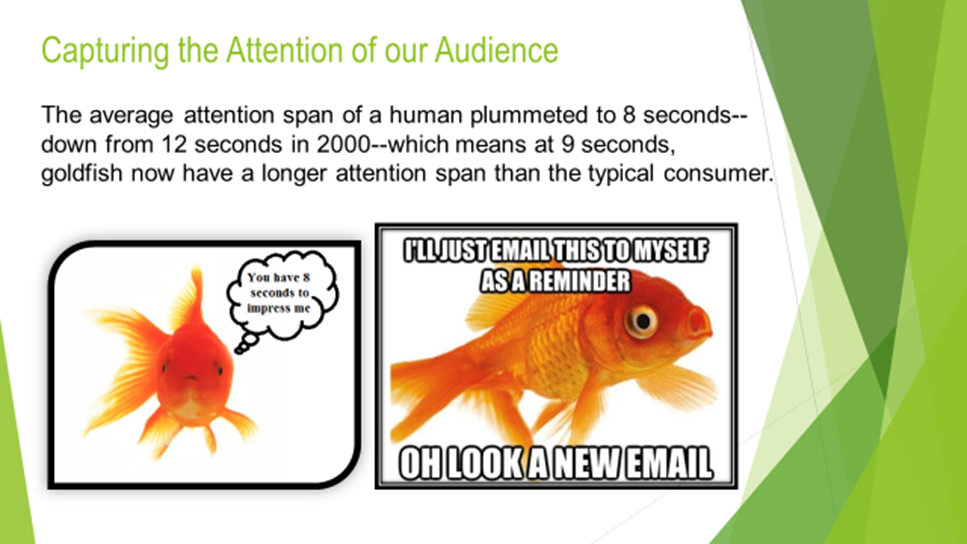 Capturing the Attention of our Audience
The average attention span of a human plummeted to 8 seconds--
down from 12 seconds in 2000--which means at 9 seconds,
goldfish now have a longer attention span than the typical consumer.
You have 8
seconds to
impress me
I'LL JUST EMAIL THIS TO MYSELF
AS A REMINDER
OH LOOK A NEW EMAIL